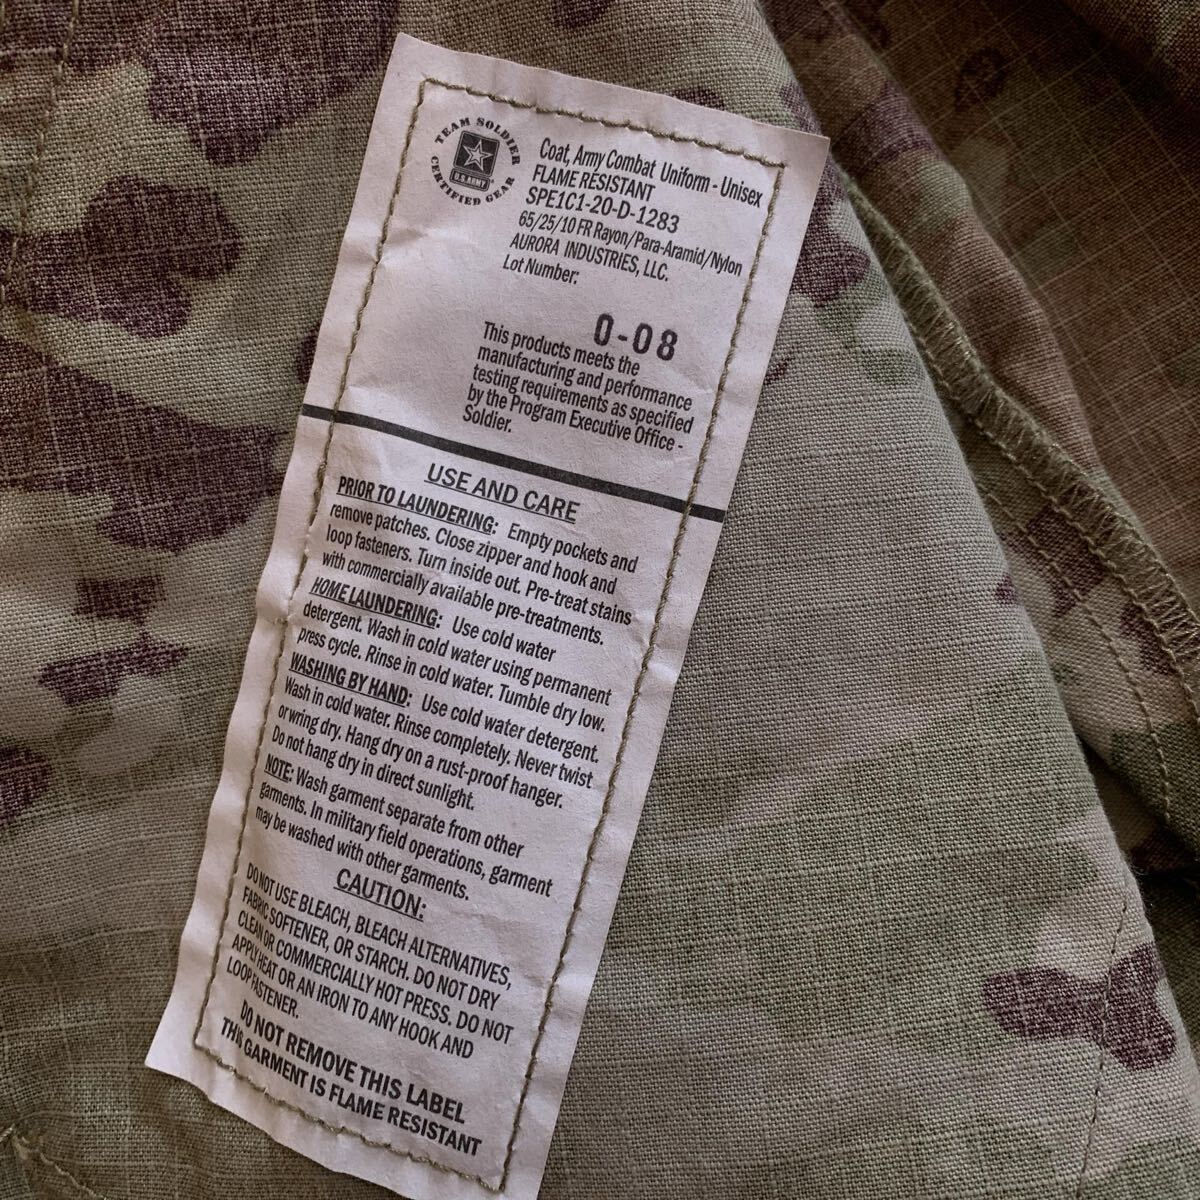 TEAM SOLDIER
CERTIFIED GEAR
U.S. ARMY
Coat, Army Combat Uniform - Unisex
FLAME RESISTANT
SPE1C1-20-D-1283
65/25/10 FR Rayon/Para-Aramid/Nylon
AURORA INDUSTRIES, LLC.
Lot Number:
0-08
This products meets the
manufacturing and performance
testing requirements as specified
by the Program Executive Office -
Soldier.
USE AND CARE
PRIOR TO LAUNDERING: Empty pockets and
remove patches. Close zipper and hook and
loop fasteners. Turn inside out. Pre-treat stains
with commercially available pre-treatments.
HOME LAUNDERING: Use cold water
detergent. Wash in cold water using permanent
press cycle. Rinse in cold water. Tumble dry low.
WASHING BY HAND: Use cold water detergent.
Wash in cold water. Rinse completely. Never twist
or wring dry. Hang dry on a rust-proof hanger.
Do not hang dry in direct sunlight.
NOTE: Wash garment separate from other
garments. In military field operations, garment
may be washed with other garments.
CAUTION:
DO NOT USE BLEACH, BLEACH ALTERNATIVES,
FABRIC SOFTENER, OR STARCH. DO NOT DRY
CLEAN OR COMMERCIALLY HOT PRESS. DO NOT
APPLY HEAT OR AN IRON TO ANY HOOK AND
LOOP FASTENER.
DO NOT REMOVE THIS LABEL
THIS GARMENT IS FLAME RESISTANT